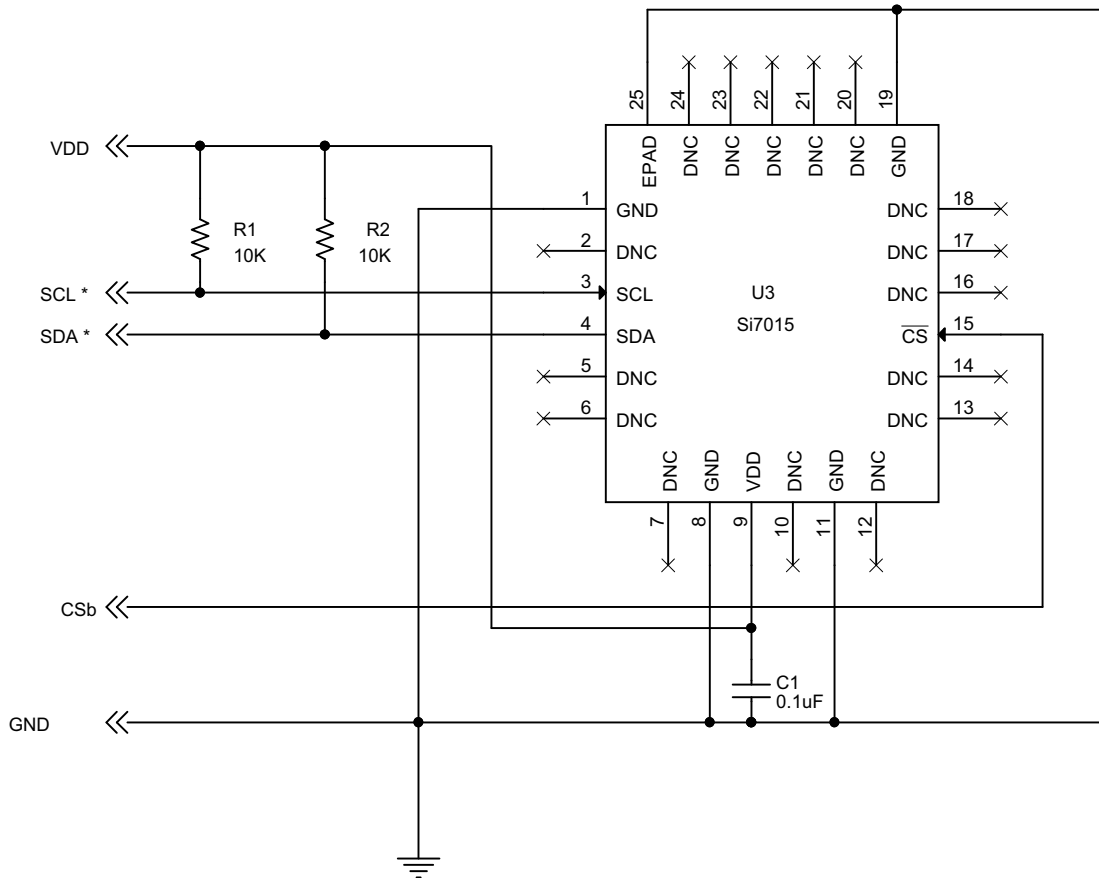 25
24
23
22
21
20
19
EPAD
DNC
DNC
DNC
DNC
DNC
GND
VDD
R1
10K
R2
10K
SCL *
SDA *
1
GND
2
DNC
3
SCL
4
SDA
5
DNC
6
DNC
U3
Si7015
DNC
18
DNC
17
DNC
16
CS
15
DNC
14
DNC
13
DNC
GND
VDD
DNC
GND
DNC
7
8
9
10
11
12
CSb
C1
0.1uF
GND